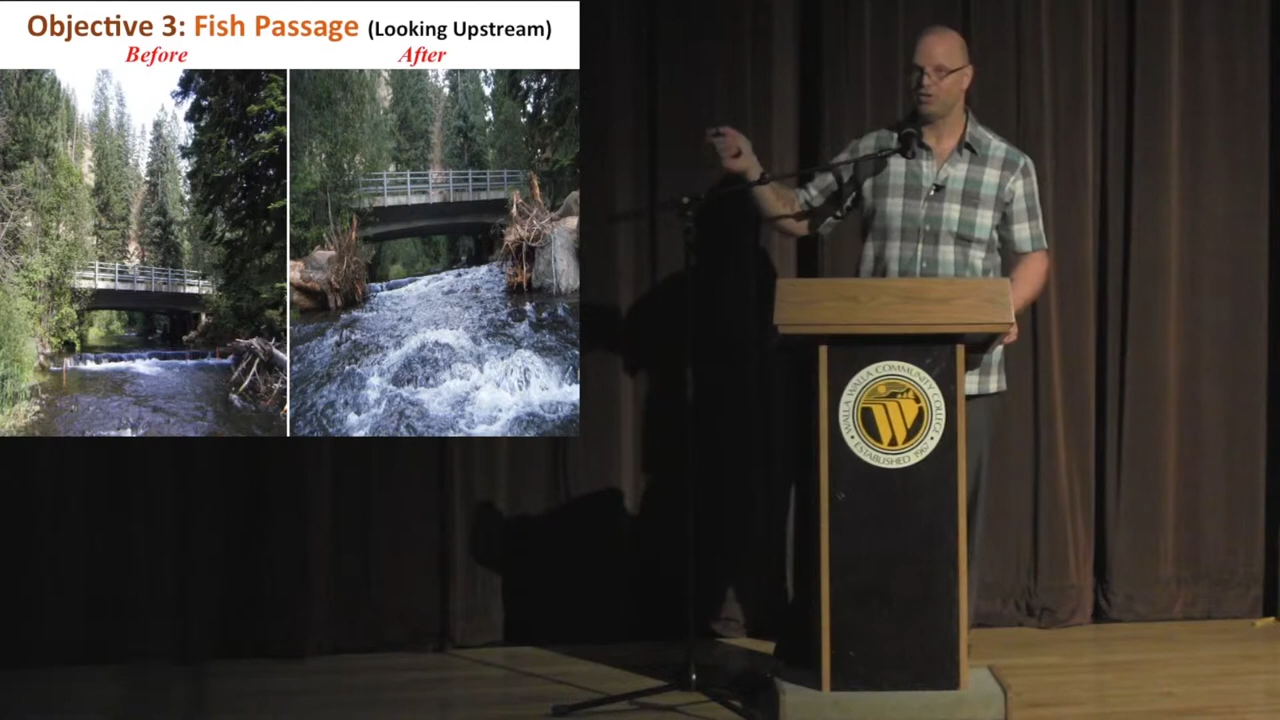 Objective 3: Fish Passage (Looking Upstream)
Before
After
WALLA WALLA COMMUNITY COLLEGE
• ESTABLISHED 1967 •